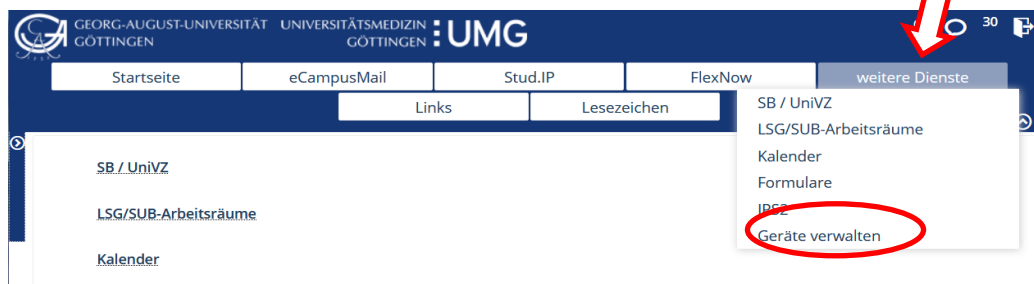 GEORG-AUGUST-UNIVERSITÄT
GÖTTINGEN
UNIVERSITÄTSMEDIZIN
GÖTTINGEN
UMG
30
Startseite
eCampusMail
Stud.IP
FlexNow
weitere Dienste
Links
Lesezeichen
SB / UniVZ
LSG/SUB-Arbeitsräume
Kalender
Formulare
IPS2
Geräte verwalten
SB / UniVZ
LSG/SUB-Arbeitsräume
Kalender